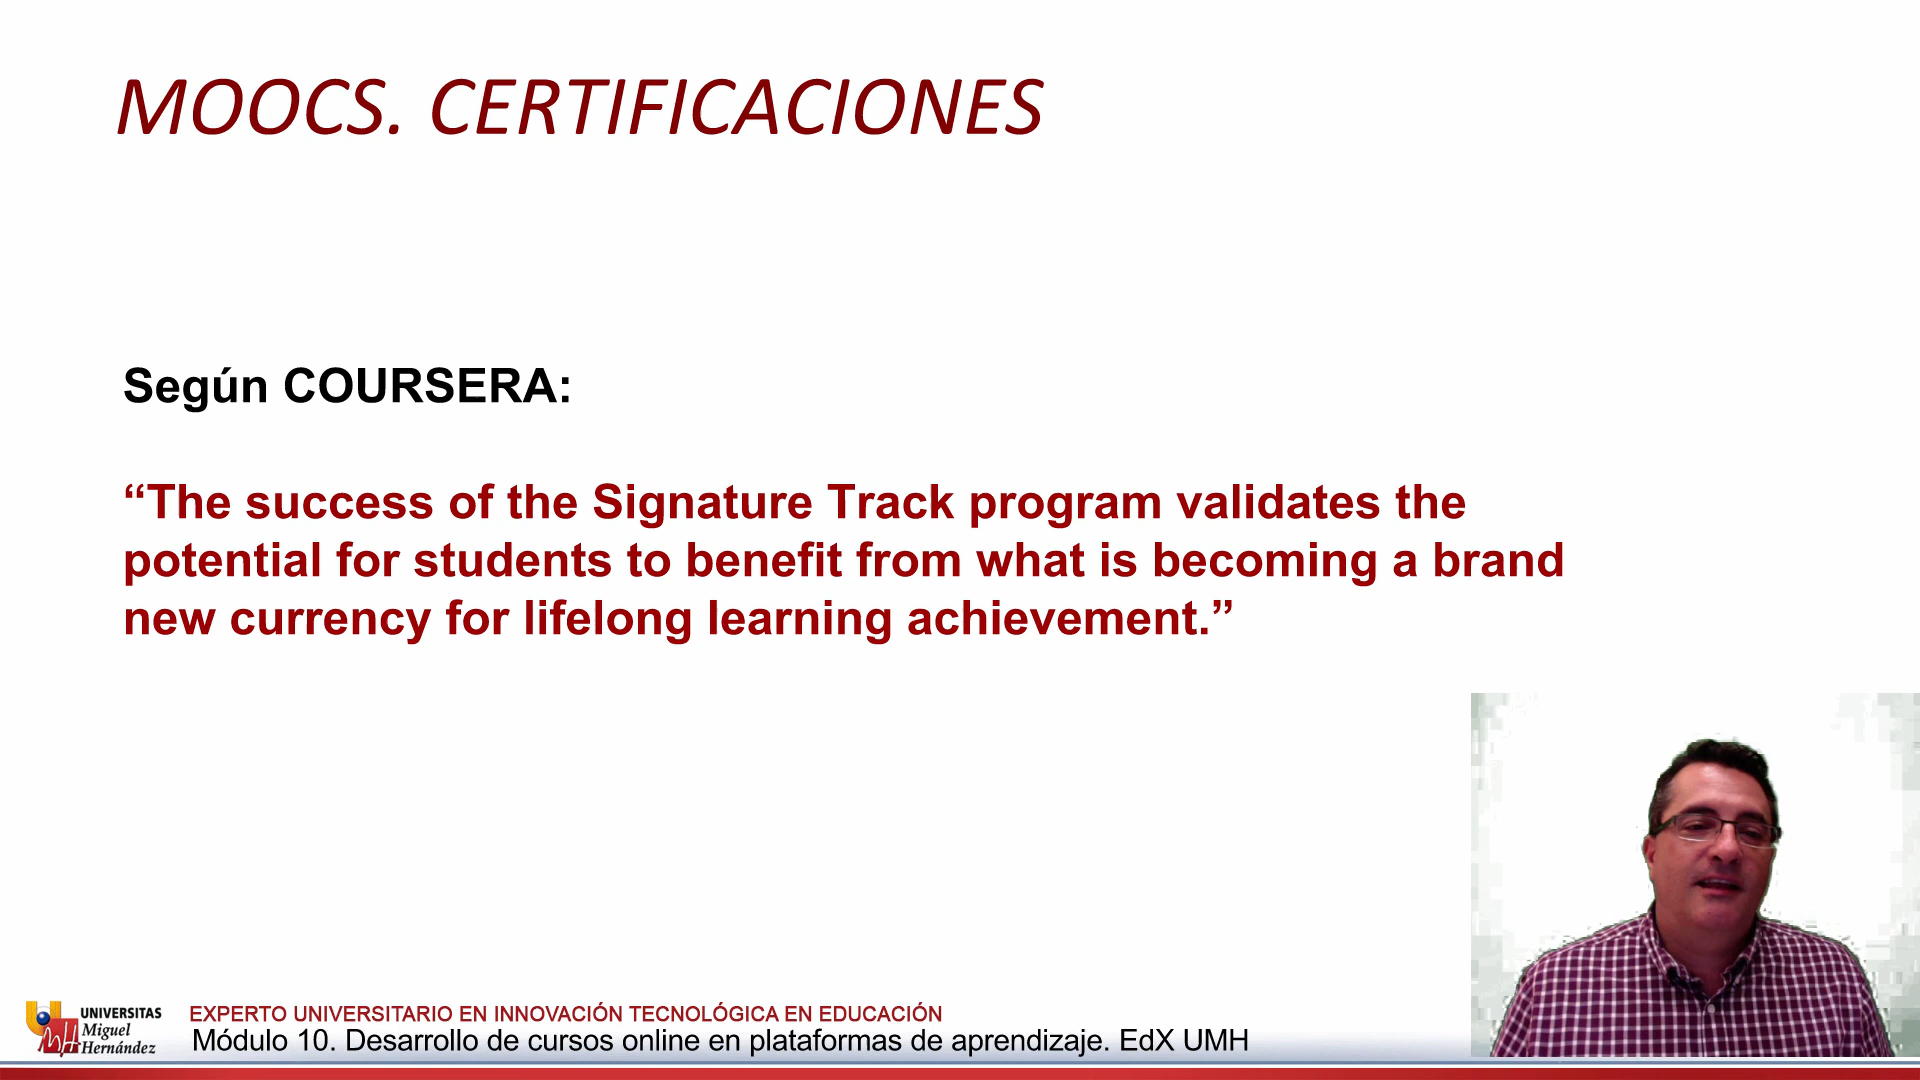 MOOCS. CERTIFICACIONES
Según COURSERA:
“The success of the Signature Track program validates the
potential for students to benefit from what is becoming a brand
new currency for lifelong learning achievement.”
UNIVERSITAS
Miguel
Hernández
EXPERTO UNIVERSITARIO EN INNOVACIÓN TECNOLÓGICA EN EDUCACIÓN
Módulo 10. Desarrollo de cursos online en plataformas de aprendizaje. EdX UMH